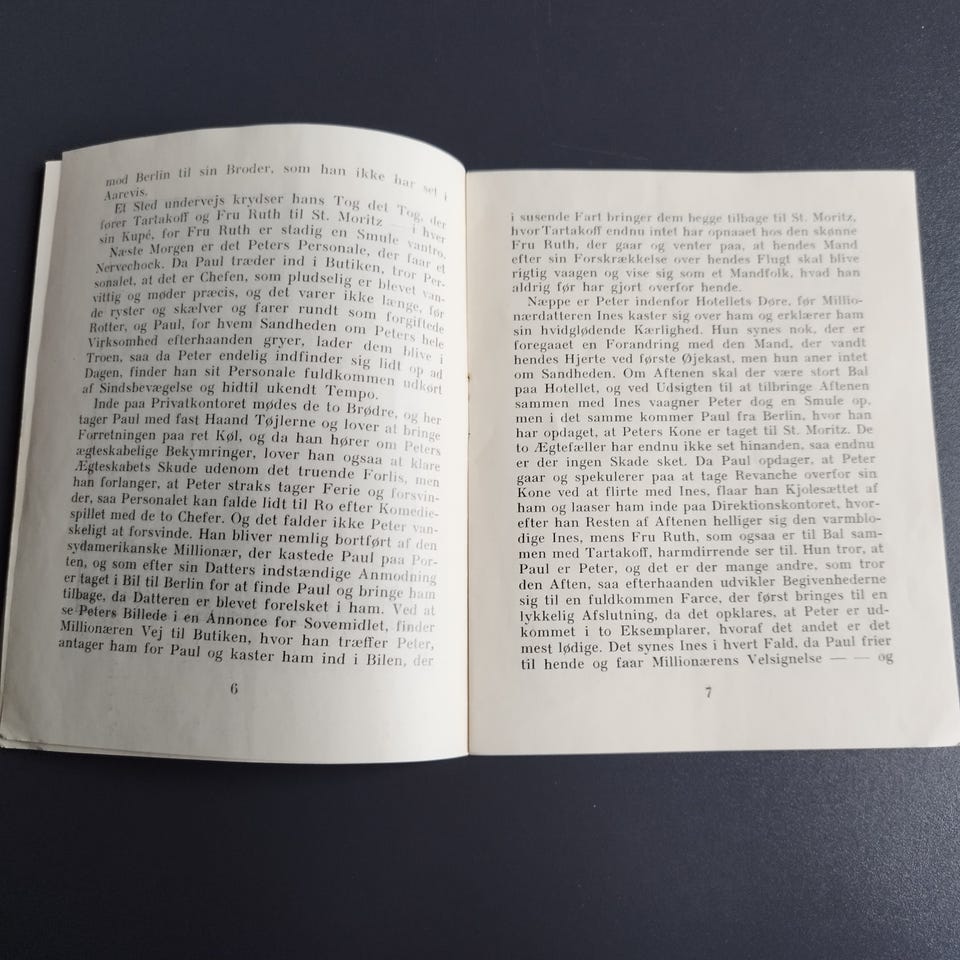 mod Berlin til sin Broder, som han ikke har set i
Aarevis.
Et Sted undervejs krydser hans Tog det Tog, der
fører Tartakoff og Fru Ruth til St. Moritz — i hver
sin Kupé, for Fru Ruth er stadig en Smule vantro.
Næste Morgen er det Peters Personale, der faar et
Nervechock. Da Paul træder ind i Butiken, tror Per-
sonalet, at det er Chefen, som pludselig er blevet van-
vittig og møder præcis, og det varer ikke længe, før
de ryster og skælver og farer rundt som forgiftede
Rotter, og Paul, for hvem Sandheden om Peters hele
Virksomhed efterhaanden gryer, lader dem blive i
Troen, saa da Peter endelig indfinder sig lidt op ad
Dagen, finder han sit Personale fuldkommen udkørt
af Sindsbevægelse og hidtil ukendt Tempo.
Inde paa Privatkontoret mødes de to Brødre, og her
tager Paul med fast Haand Tøjlerne og lover at bringe
Forretningen paa ret Køl, og da han hører om Peters
ægteskabelige Bekymringer, lover han ogsaa at klare
Ægteskabets Skude udenom det truende Forlis, men
han forlanger, at Peter straks tager Ferie og forsvin-
der, saa Personalet kan falde lidt til Ro efter Komedie-
spillet med de to Chefer. Og det falder ikke Peter van-
skeligt at forsvinde. Han bliver nemlig bortført af den
sydamerikanske Millionær, der kastede Paul paa Por-
ten, og som efter sin Datters indstændige Anmodning
er taget i Bil til Berlin for at finde Paul og bringe ham
tilbage, da Datteren er blevet forelsket i ham. Ved at
se Peters Billede i en Annonce for Sovemidlet, finder
Millionæren Vej til Butiken, hvor han træffer Peter,
antager ham for Paul og kaster ham ind i Bilen, der
6
i susende Fart bringer dem begge tilbage til St. Moritz,
hvor Tartakoff endnu intet har opnaaet hos den skønne
Fru Ruth, der gaar og venter paa, at hendes Mand
efter sin Forskrækkelse over hendes Flugt skal blive
rigtig vaagen og vise sig som et Mandfolk, hvad han
aldrig før har gjort overfor hende.
Næppe er Peter indenfor Hotellets Døre, før Millio-
nærdatteren Ines kaster sig over ham og erklærer ham
sin hvidglødende Kærlighed. Hun synes nok, der er
foregaaet en Forandring med den Mand, der vandt
hendes Hjerte ved første Øjekast, men hun aner intet
om Sandheden. Om Aftenen skal der være stort Bal
paa Hotellet, og ved Udsigten til at tilbringe Aftenen
sammen med Ines vaagner Peter dog en Smule op,
men i det samme kommer Paul fra Berlin, hvor han
har opdaget, at Peters Kone er taget til St. Moritz. De
to Ægtefæller har endnu ikke set hinanden, saa endnu
er der ingen Skade sket. Da Paul opdager, at Peter
gaar og spekulerer paa at tage Revanche overfor sin
Kone ved at flirte med Ines, flaar han Kjolesættet af
ham og laaser ham inde paa Direktionskontoret, hvor-
efter han Resten af Aftenen helliger sig den varmblo-
dige Ines, mens Fru Ruth, som ogsaa er til Bal sam-
men med Tartakoff, harmdirrende ser til. Hun tror, at
Paul er Peter, og det er der mange andre, som tror
den Aften, saa efterhaanden udvikler Begivenhederne
sig til en fuldkommen Farce, der først bringes til en
lykkelig Afslutning, da det opklares, at Peter er ud-
kommet i to Eksemplarer, hvoraf det andet er det
mest lødige. Det synes Ines i hvert Fald, da Paul frier
til hende og faar Millionærens Velsignelse — — og
7